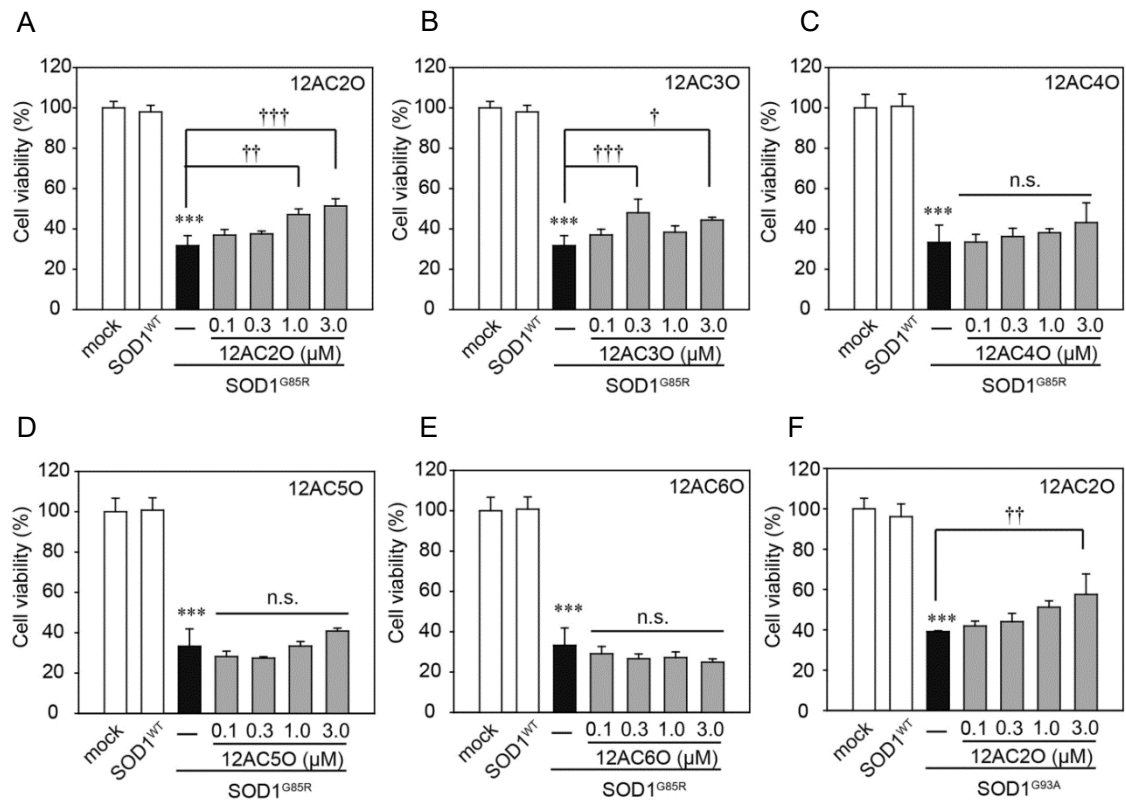 A
12AC2O
Cell viability (%)
120
100
80
60
40
20
0
†††
††
***
mock
SOD1WT
—
0.1 0.3 1.0 3.0
12AC2O (µM)
SOD1G85R
B
12AC3O
Cell viability (%)
120
100
80
60
40
20
0
†
†††
***
mock
SOD1WT
—
0.1 0.3 1.0 3.0
12AC3O (µM)
SOD1G85R
C
12AC4O
Cell viability (%)
120
100
80
60
40
20
0
n.s.
***
mock
SOD1WT
—
0.1 0.3 1.0 3.0
12AC4O (µM)
SOD1G85R
D
12AC5O
Cell viability (%)
120
100
80
60
40
20
0
n.s.
***
mock
SOD1WT
—
0.1 0.3 1.0 3.0
12AC5O (µM)
SOD1G85R
E
12AC6O
Cell viability (%)
120
100
80
60
40
20
0
n.s.
***
mock
SOD1WT
—
0.1 0.3 1.0 3.0
12AC6O (µM)
SOD1G85R
F
12AC2O
Cell viability (%)
120
100
80
60
40
20
0
††
***
mock
SOD1WT
—
0.1 0.3 1.0 3.0
12AC2O (µM)
SOD1G93A